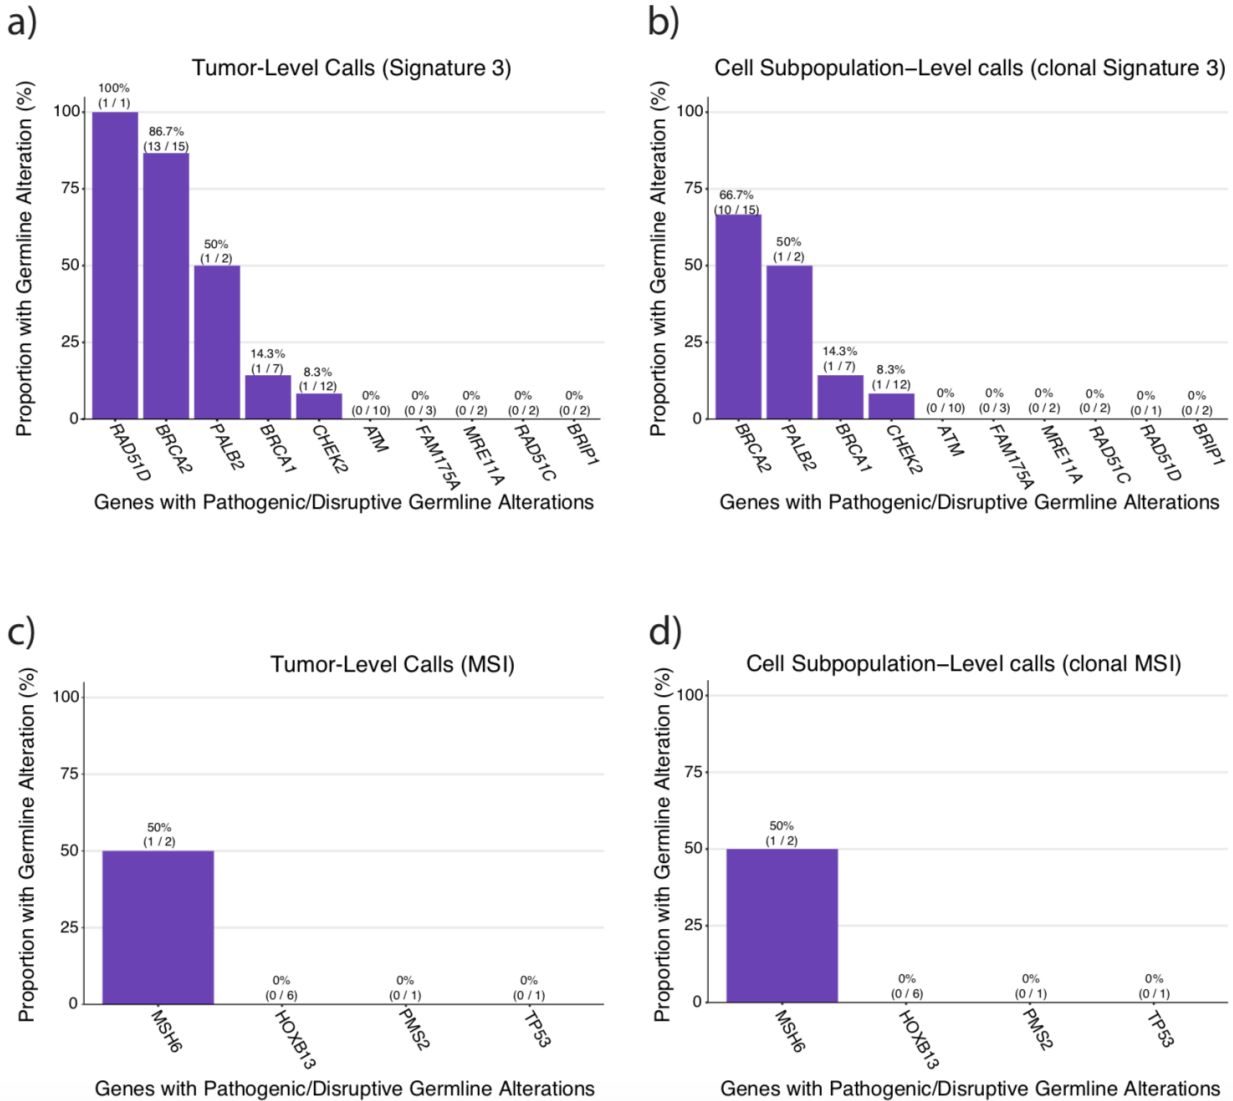 a)
Tumor-Level Calls (Signature 3)
Proportion with Germline Alteration (%)
100
75
50
25
0
100%
(1 / 1)
86.7%
(13 / 15)
50%
(1 / 2)
14.3%
(1 / 7)
8.3%
(1 / 12)
0%
(0 / 10)
0%
(0 / 3)
0%
(0 / 2)
0%
(0 / 2)
0%
(0 / 2)
RAD51D
BRCA2
PALB2
BRCA1
CHEK2
ATM
FAM175A
MRE11A
RAD51C
BRIP1
Genes with Pathogenic/Disruptive Germline Alterations
b)
Cell Subpopulation–Level calls (clonal Signature 3)
Proportion with Germline Alteration (%)
100
75
50
25
0
66.7%
(10 / 15)
50%
(1 / 2)
14.3%
(1 / 7)
8.3%
(1 / 12)
0%
(0 / 10)
0%
(0 / 3)
0%
(0 / 2)
0%
(0 / 2)
0%
(0 / 1)
0%
(0 / 2)
BRCA2
PALB2
BRCA1
CHEK2
ATM
FAM175A
MRE11A
RAD51C
RAD51D
BRIP1
Genes with Pathogenic/Disruptive Germline Alterations
c)
Tumor-Level Calls (MSI)
Proportion with Germline Alteration (%)
100
75
50
25
0
50%
(1 / 2)
0%
(0 / 6)
0%
(0 / 1)
0%
(0 / 1)
MSH6
HOXB13
PMS2
TP53
Genes with Pathogenic/Disruptive Germline Alterations
d)
Cell Subpopulation–Level calls (clonal MSI)
Proportion with Germline Alteration (%)
100
75
50
25
0
50%
(1 / 2)
0%
(0 / 6)
0%
(0 / 1)
0%
(0 / 1)
MSH6
HOXB13
PMS2
TP53
Genes with Pathogenic/Disruptive Germline Alterations